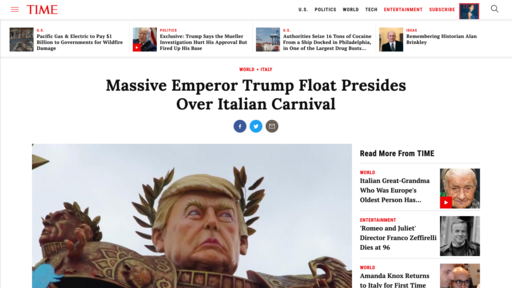 TIME
U.S. POLITICS WORLD TECH ENTERTAINMENT SUBSCRIBE
U.S.
Pacific Gas & Electric to Pay $1
Billion to Governments for Wildfire
Damage
POLITICS
Exclusive: Trump Says the Mueller
Investigation Hurt His Approval But
Fired Up His Base
U.S.
Authorities Seize 16 Tons of Cocaine
From a Ship Docked in Philadelphia,
in One of the Largest Drug Busts...
IDEAS
Remembering Historian Alan
Brinkley
WORLD • ITALY
Massive Emperor Trump Float Presides
Over Italian Carnival
Read More From TIME
WORLD
Italian Great-Grandma
Who Was Europe's
Oldest Person Has...
ENTERTAINMENT
'Romeo and Juliet'
Director Franco Zeffirelli
Dies at 96
WORLD
Amanda Knox Returns
to Italy for First Time